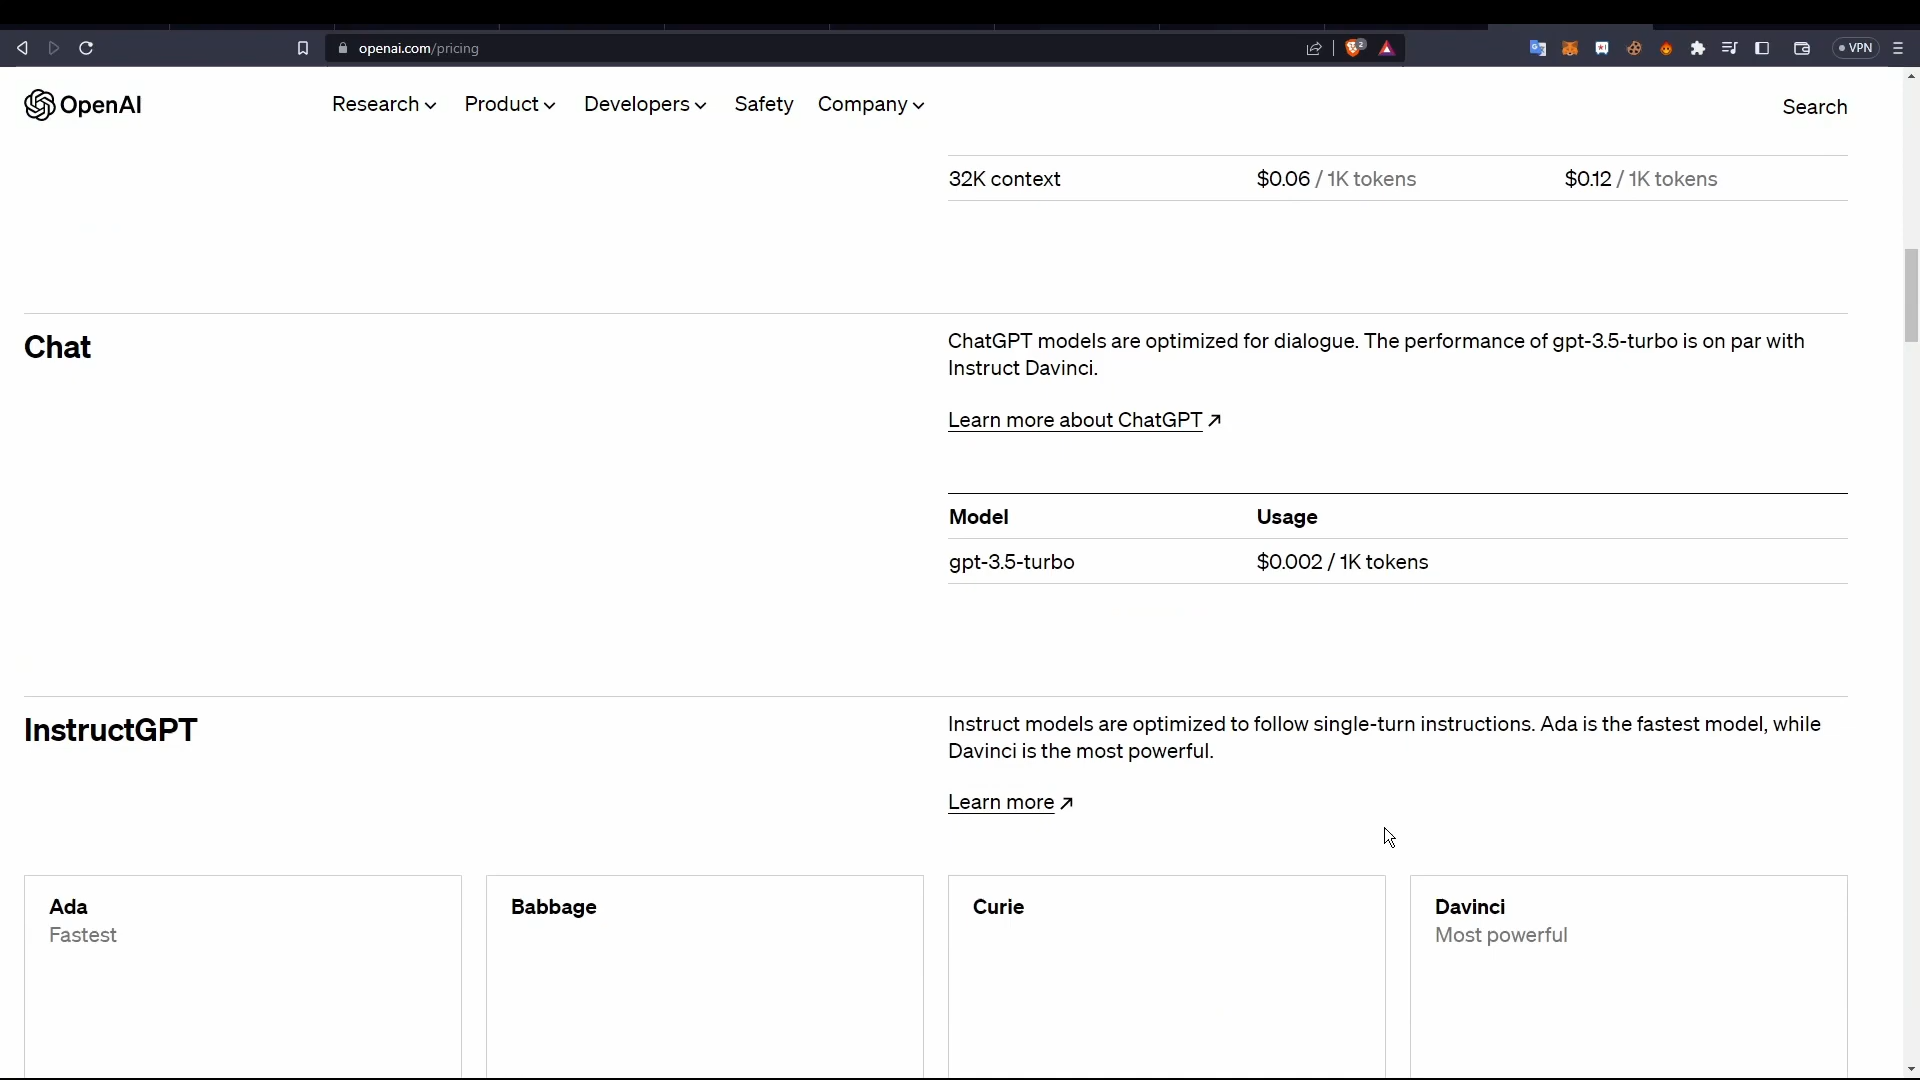 openai.com/pricing
2
VPN
OpenAI
Research
Product
Developers
Safety
Company
Search
32K context
$0.06 / 1K tokens
$0.12 / 1K tokens
Chat
ChatGPT models are optimized for dialogue. The performance of gpt-3.5-turbo is on par with
Instruct Davinci.
Learn more about ChatGPT
Model
Usage
gpt-3.5-turbo
$0.002 / 1K tokens
InstructGPT
Instruct models are optimized to follow single-turn instructions. Ada is the fastest model, while
Davinci is the most powerful.
Learn more
Ada
Fastest
Babbage
Curie
Davinci
Most powerful